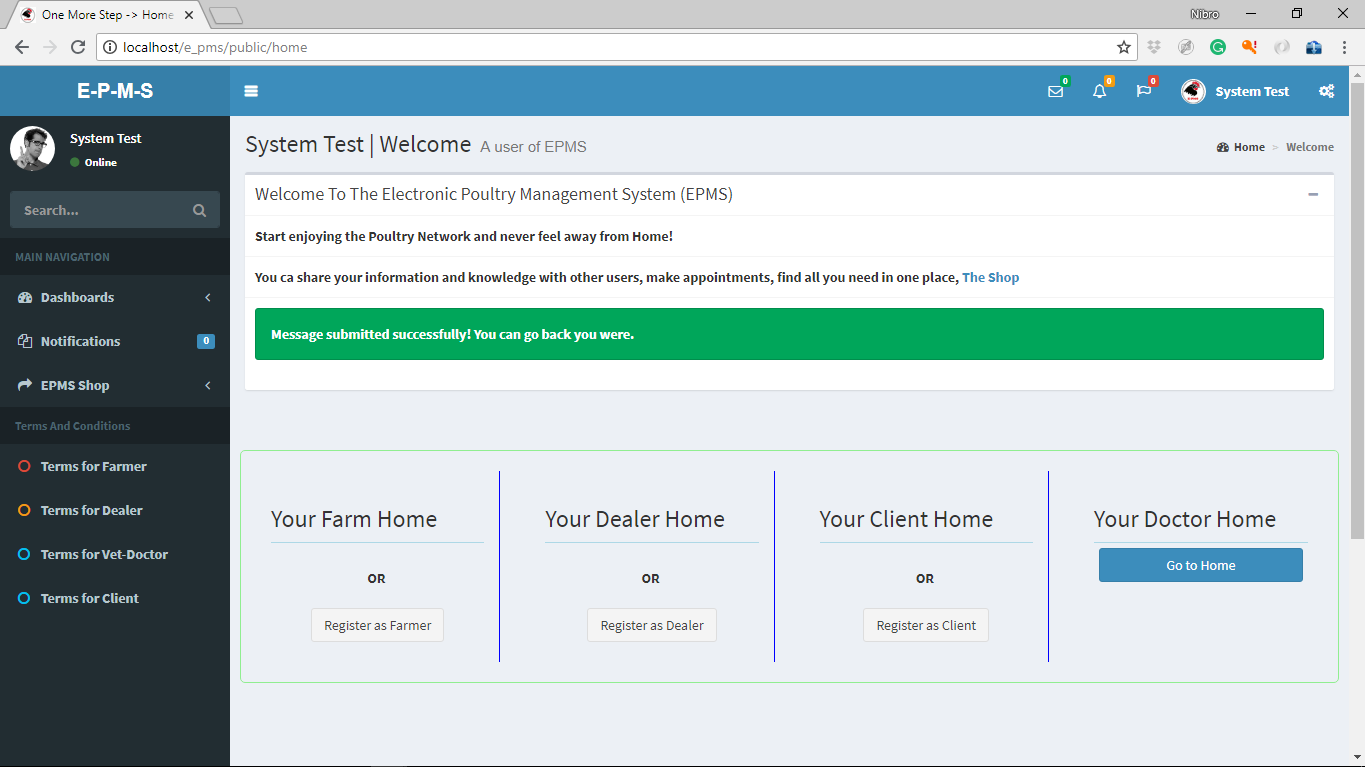 One More Step -> Home
Nibro
localhost/e_pms/public/home
E-P-M-S
0
0
0
System Test
System Test
Online
Search...
MAIN NAVIGATION
Dashboards
Notifications
0
EPMS Shop
Terms And Conditions
Terms for Farmer
Terms for Dealer
Terms for Vet-Doctor
Terms for Client
System Test | Welcome A user of EPMS
Home > Welcome
Welcome To The Electronic Poultry Management System (EPMS)
Start enjoying the Poultry Network and never feel away from Home!
You ca share your information and knowledge with other users, make appointments, find all you need in one place, The Shop
Message submitted successfully! You can go back you were.
Your Farm Home
OR
Register as Farmer
Your Dealer Home
OR
Register as Dealer
Your Client Home
OR
Register as Client
Your Doctor Home
Go to Home